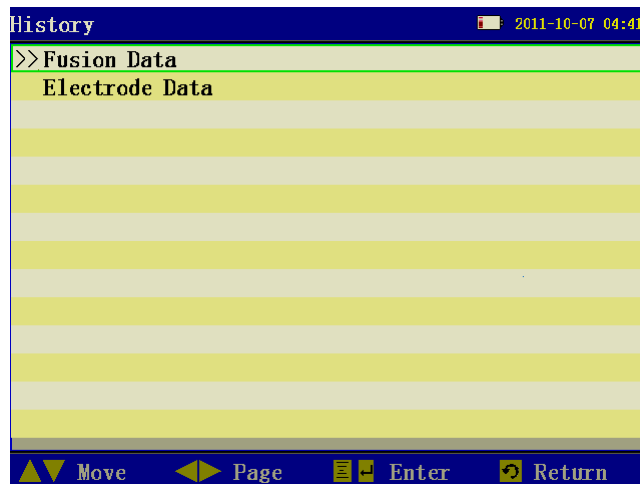 History 2011-10-07 04:41
>>Fusion Data
Electrode Data
Move Page Enter Return